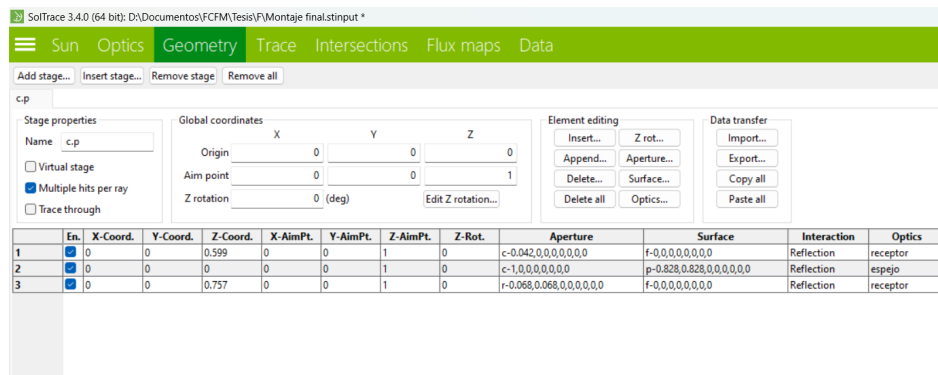 SolTrace 3.4.0 (64 bit): D:\Documentos\FCFM\Tesis\F\Montaje final.stinput *
Sun Optics Geometry Trace Intersections Flux maps Data
Add stage... Insert stage... Remove stage Remove all
c.p
Stage properties Global coordinates Element editing Data transfer
Name c.p X Y Z Insert... Z rot... Import...
Origin 0 0 0 Append... Aperture... Export...
Virtual stage Aim point 0 0 1 Delete... Surface... Copy all
Multiple hits per ray Z rotation 0 (deg) Edit Z rotation... Delete all Optics... Paste all
Trace through
En. X-Coord. Y-Coord. Z-Coord. X-AimPt. Y-AimPt. Z-AimPt. Z-Rot. Aperture Surface Interaction Optics
1 0 0 0.599 0 0 1 0 c-0.042,0,0,0,0,0,0,0 f-0,0,0,0,0,0,0,0 Reflection receptor
2 0 0 0 0 0 1 0 c-1,0,0,0,0,0,0,0 p-0.828,0.828,0,0,0,0,0,0 Reflection espejo
3 0 0 0.757 0 0 1 0 r-0.068,0.068,0,0,0,0,0,0 f-0,0,0,0,0,0,0,0 Reflection receptor